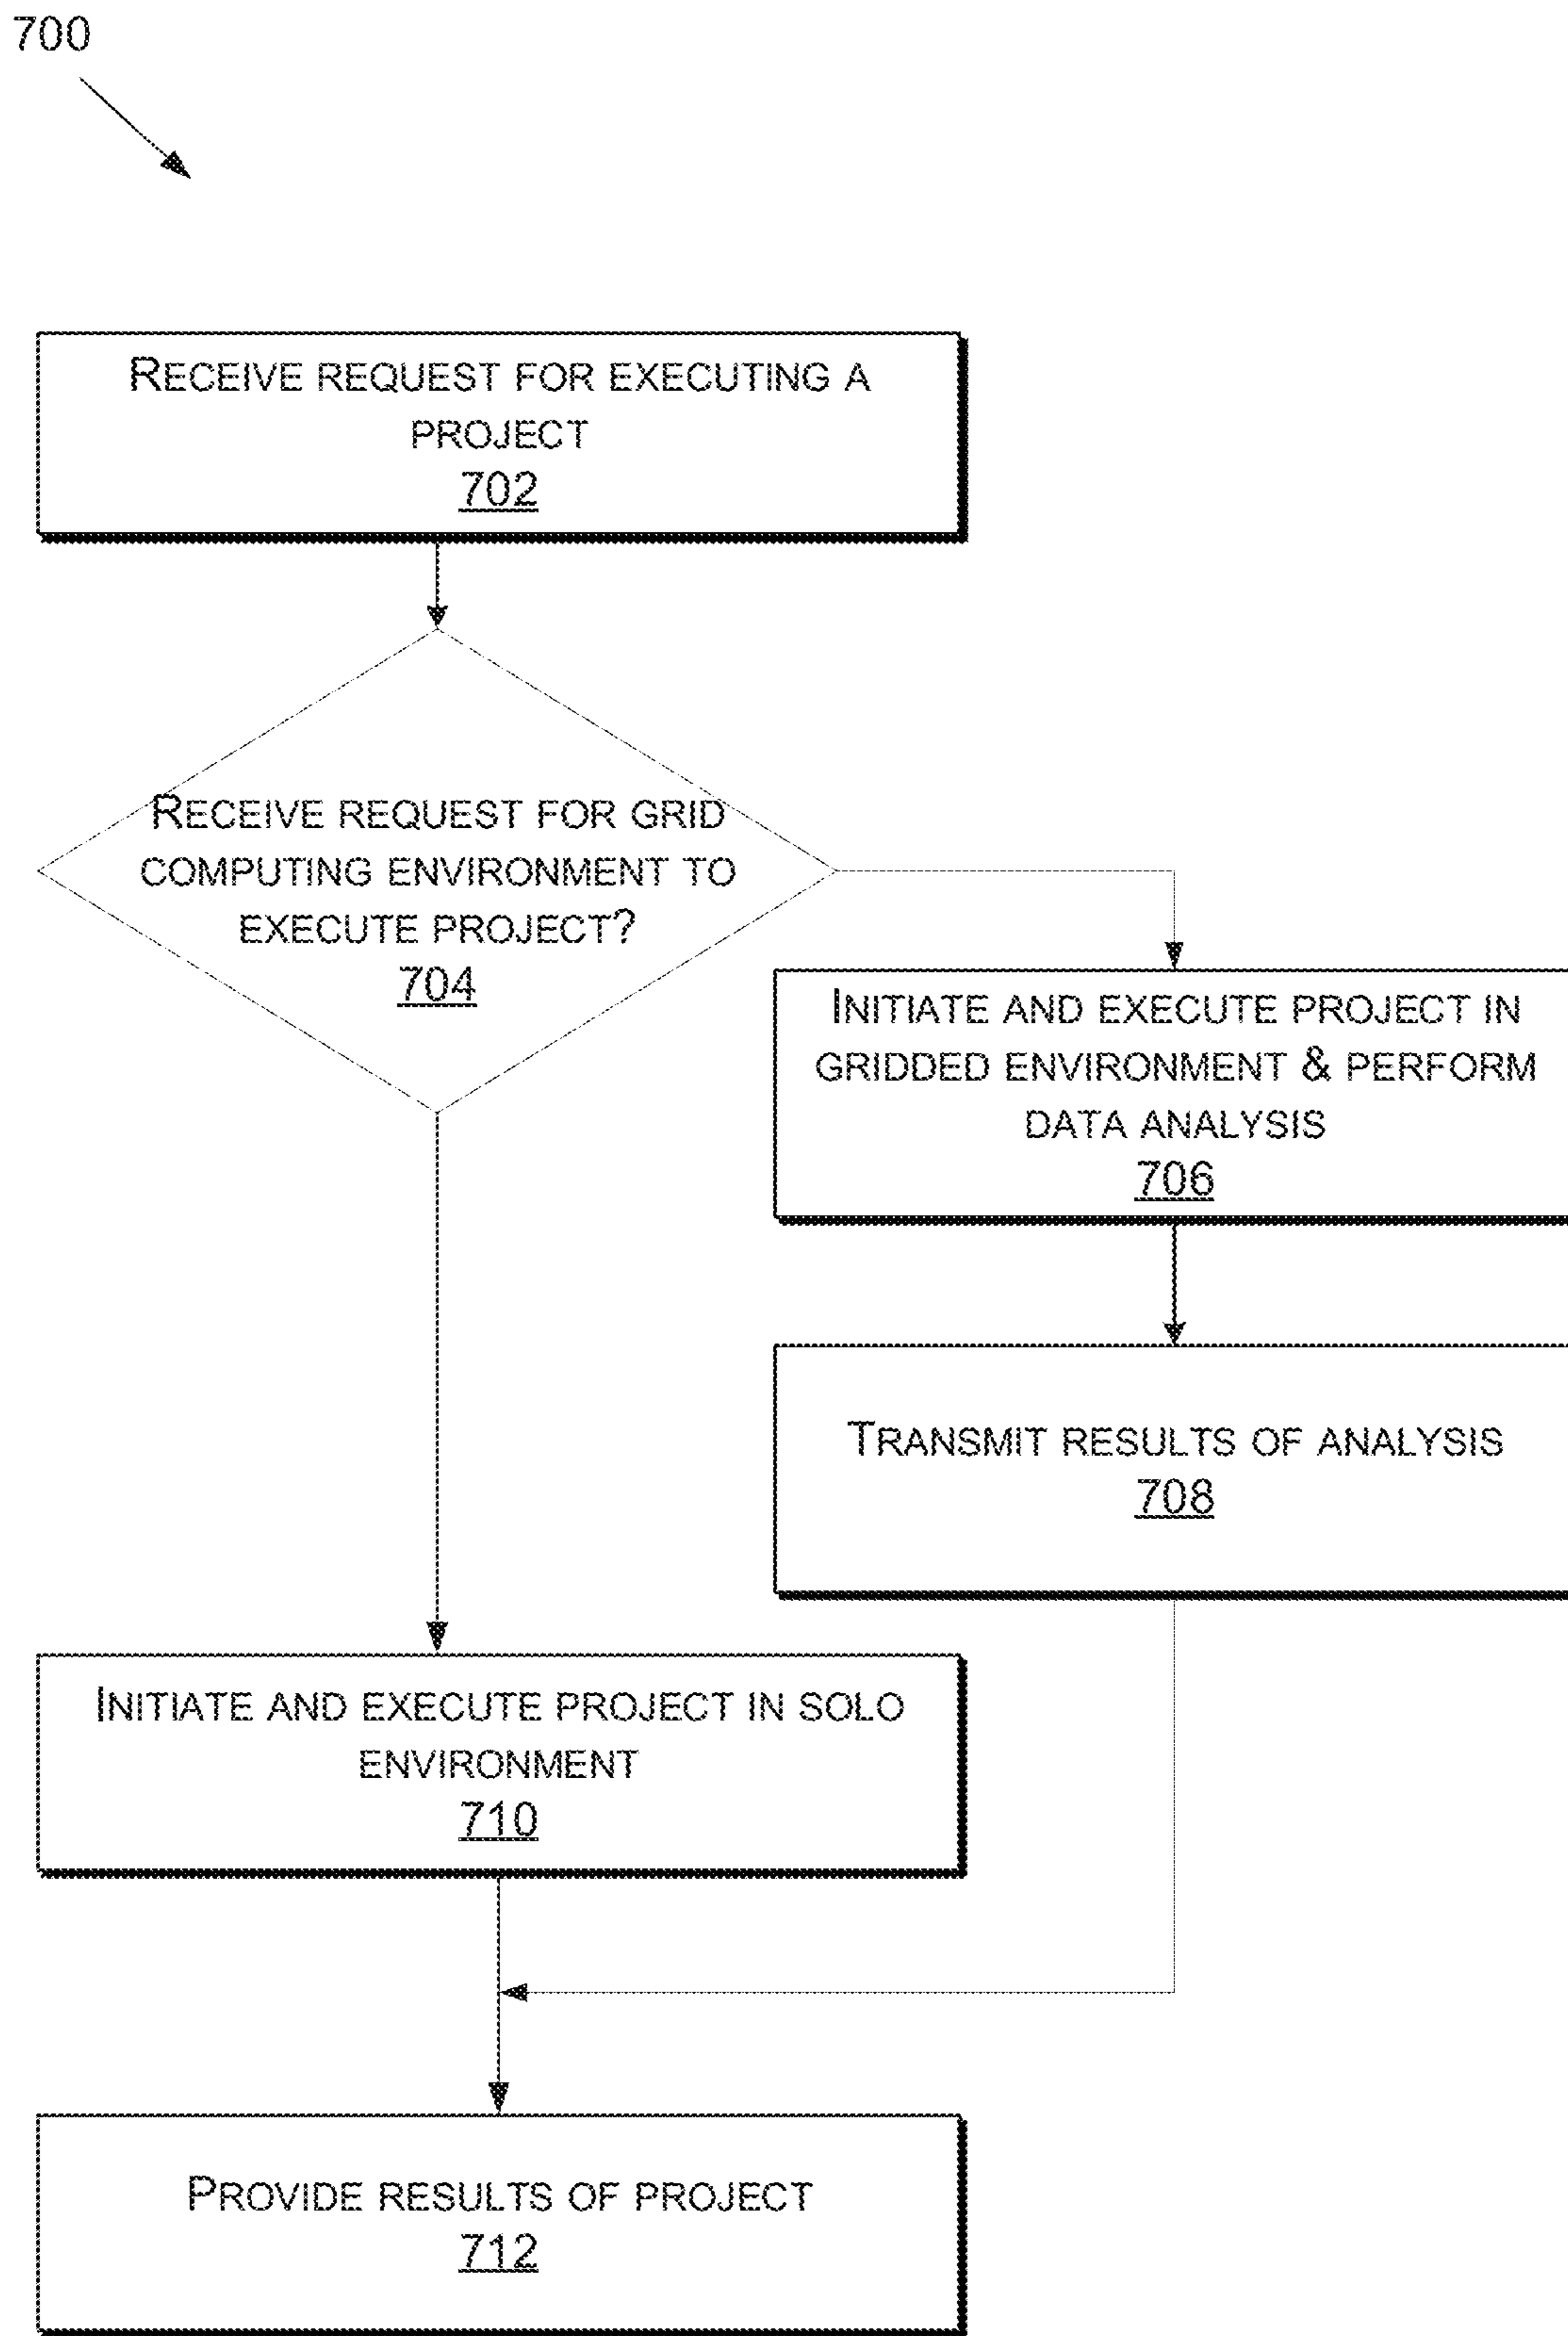 700
RECEIVE REQUEST FOR EXECUTING A
PROJECT
702
RECEIVE REQUEST FOR GRID
COMPUTING ENVIRONMENT TO
EXECUTE PROJECT?
704
INITIATE AND EXECUTE PROJECT IN
GRIDDED ENVIRONMENT & PERFORM
DATA ANALYSIS
706
TRANSMIT RESULTS OF ANALYSIS
708
INITIATE AND EXECUTE PROJECT IN SOLO
ENVIRONMENT
710
PROVIDE RESULTS OF PROJECT
712